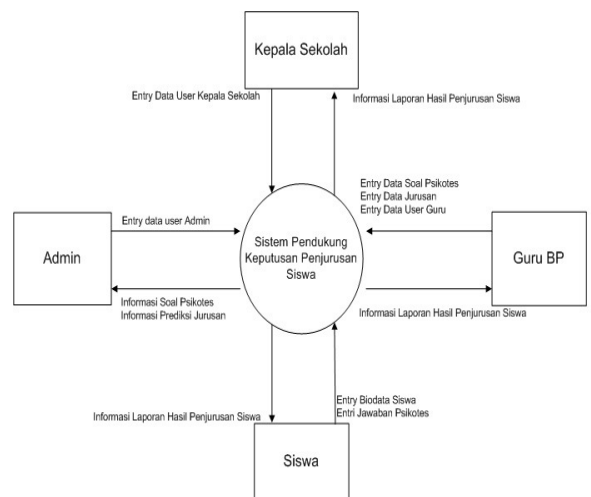 Kepala Sekolah
Entry Data User Kepala Sekolah
Informasi Laporan Hasil Penjurusan Siswa
Entry Data Soal Psikotes
Entry Data Jurusan
Entry Data User Guru
Entry data user Admin
Admin
Sistem Pendukung
Keputusan Penjurusan
Siswa
Guru BP
Informasi Soal Psikotes
Informasi Prediksi Jurusan
Informasi Laporan Hasil Penjurusan Siswa
Entry Biodata Siswa
Entri Jawaban Psikotes
Informasi Laporan Hasil Penjurusan Siswa
Siswa